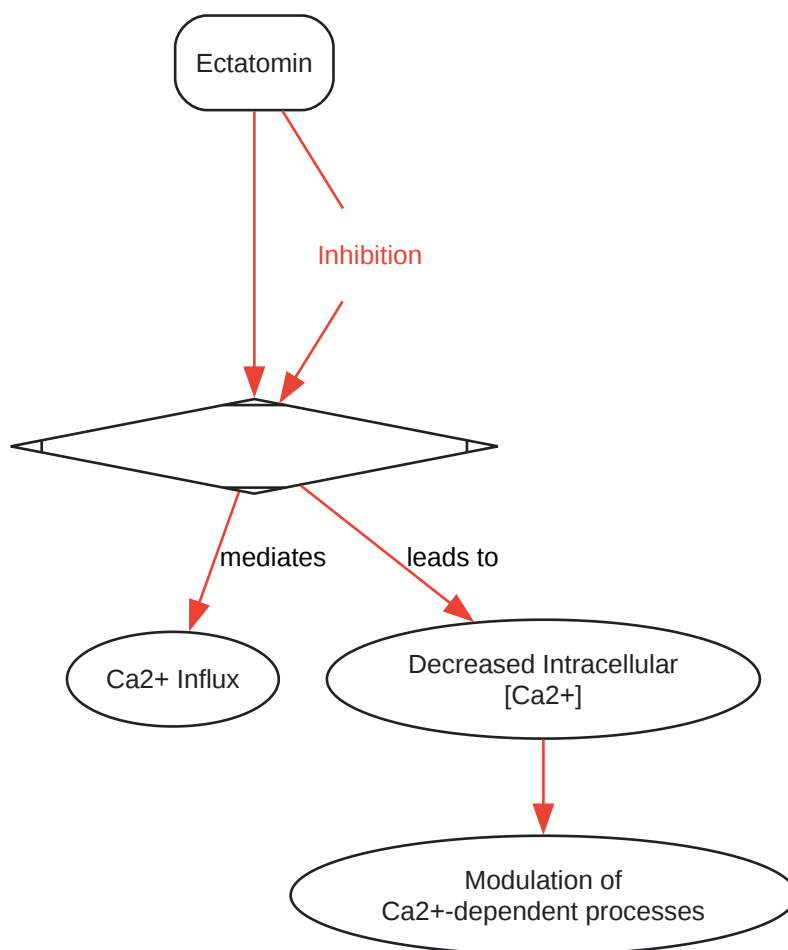 Ectatomin
Inhibition
mediates
leads to
Ca2+ Influx
Decreased Intracellular
[Ca2+]
Modulation of
Ca2+-dependent processes